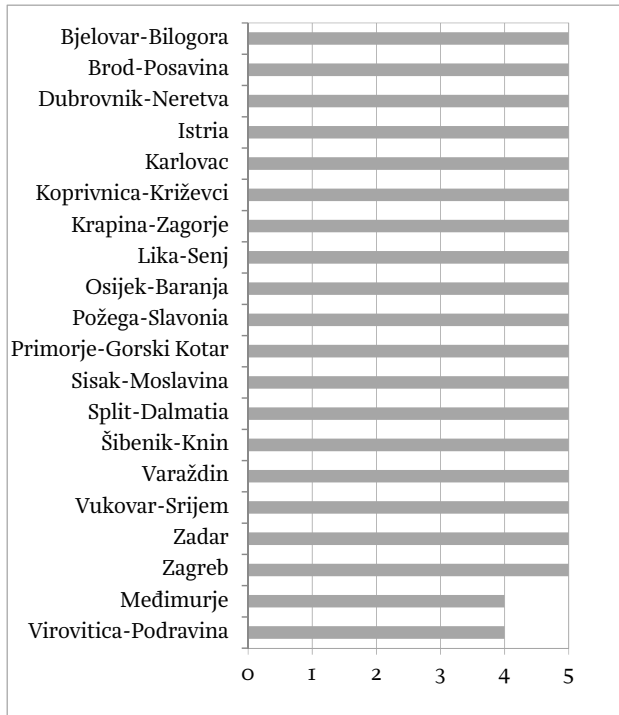 Bjelovar-Bilogora
Brod-Posavina
Dubrovnik-Neretva
Istria
Karlovac
Koprivnica-Križevci
Krapina-Zagorje
Lika-Senj
Osijek-Baranja
Požega-Slavonia
Primorje-Gorski Kotar
Sisak-Moslavina
Split-Dalmatia
Šibenik-Knin
Varaždin
Vukovar-Srijem
Zadar
Zagreb
Međimurje
Virovitica-Podravina
0 1 2 3 4 5